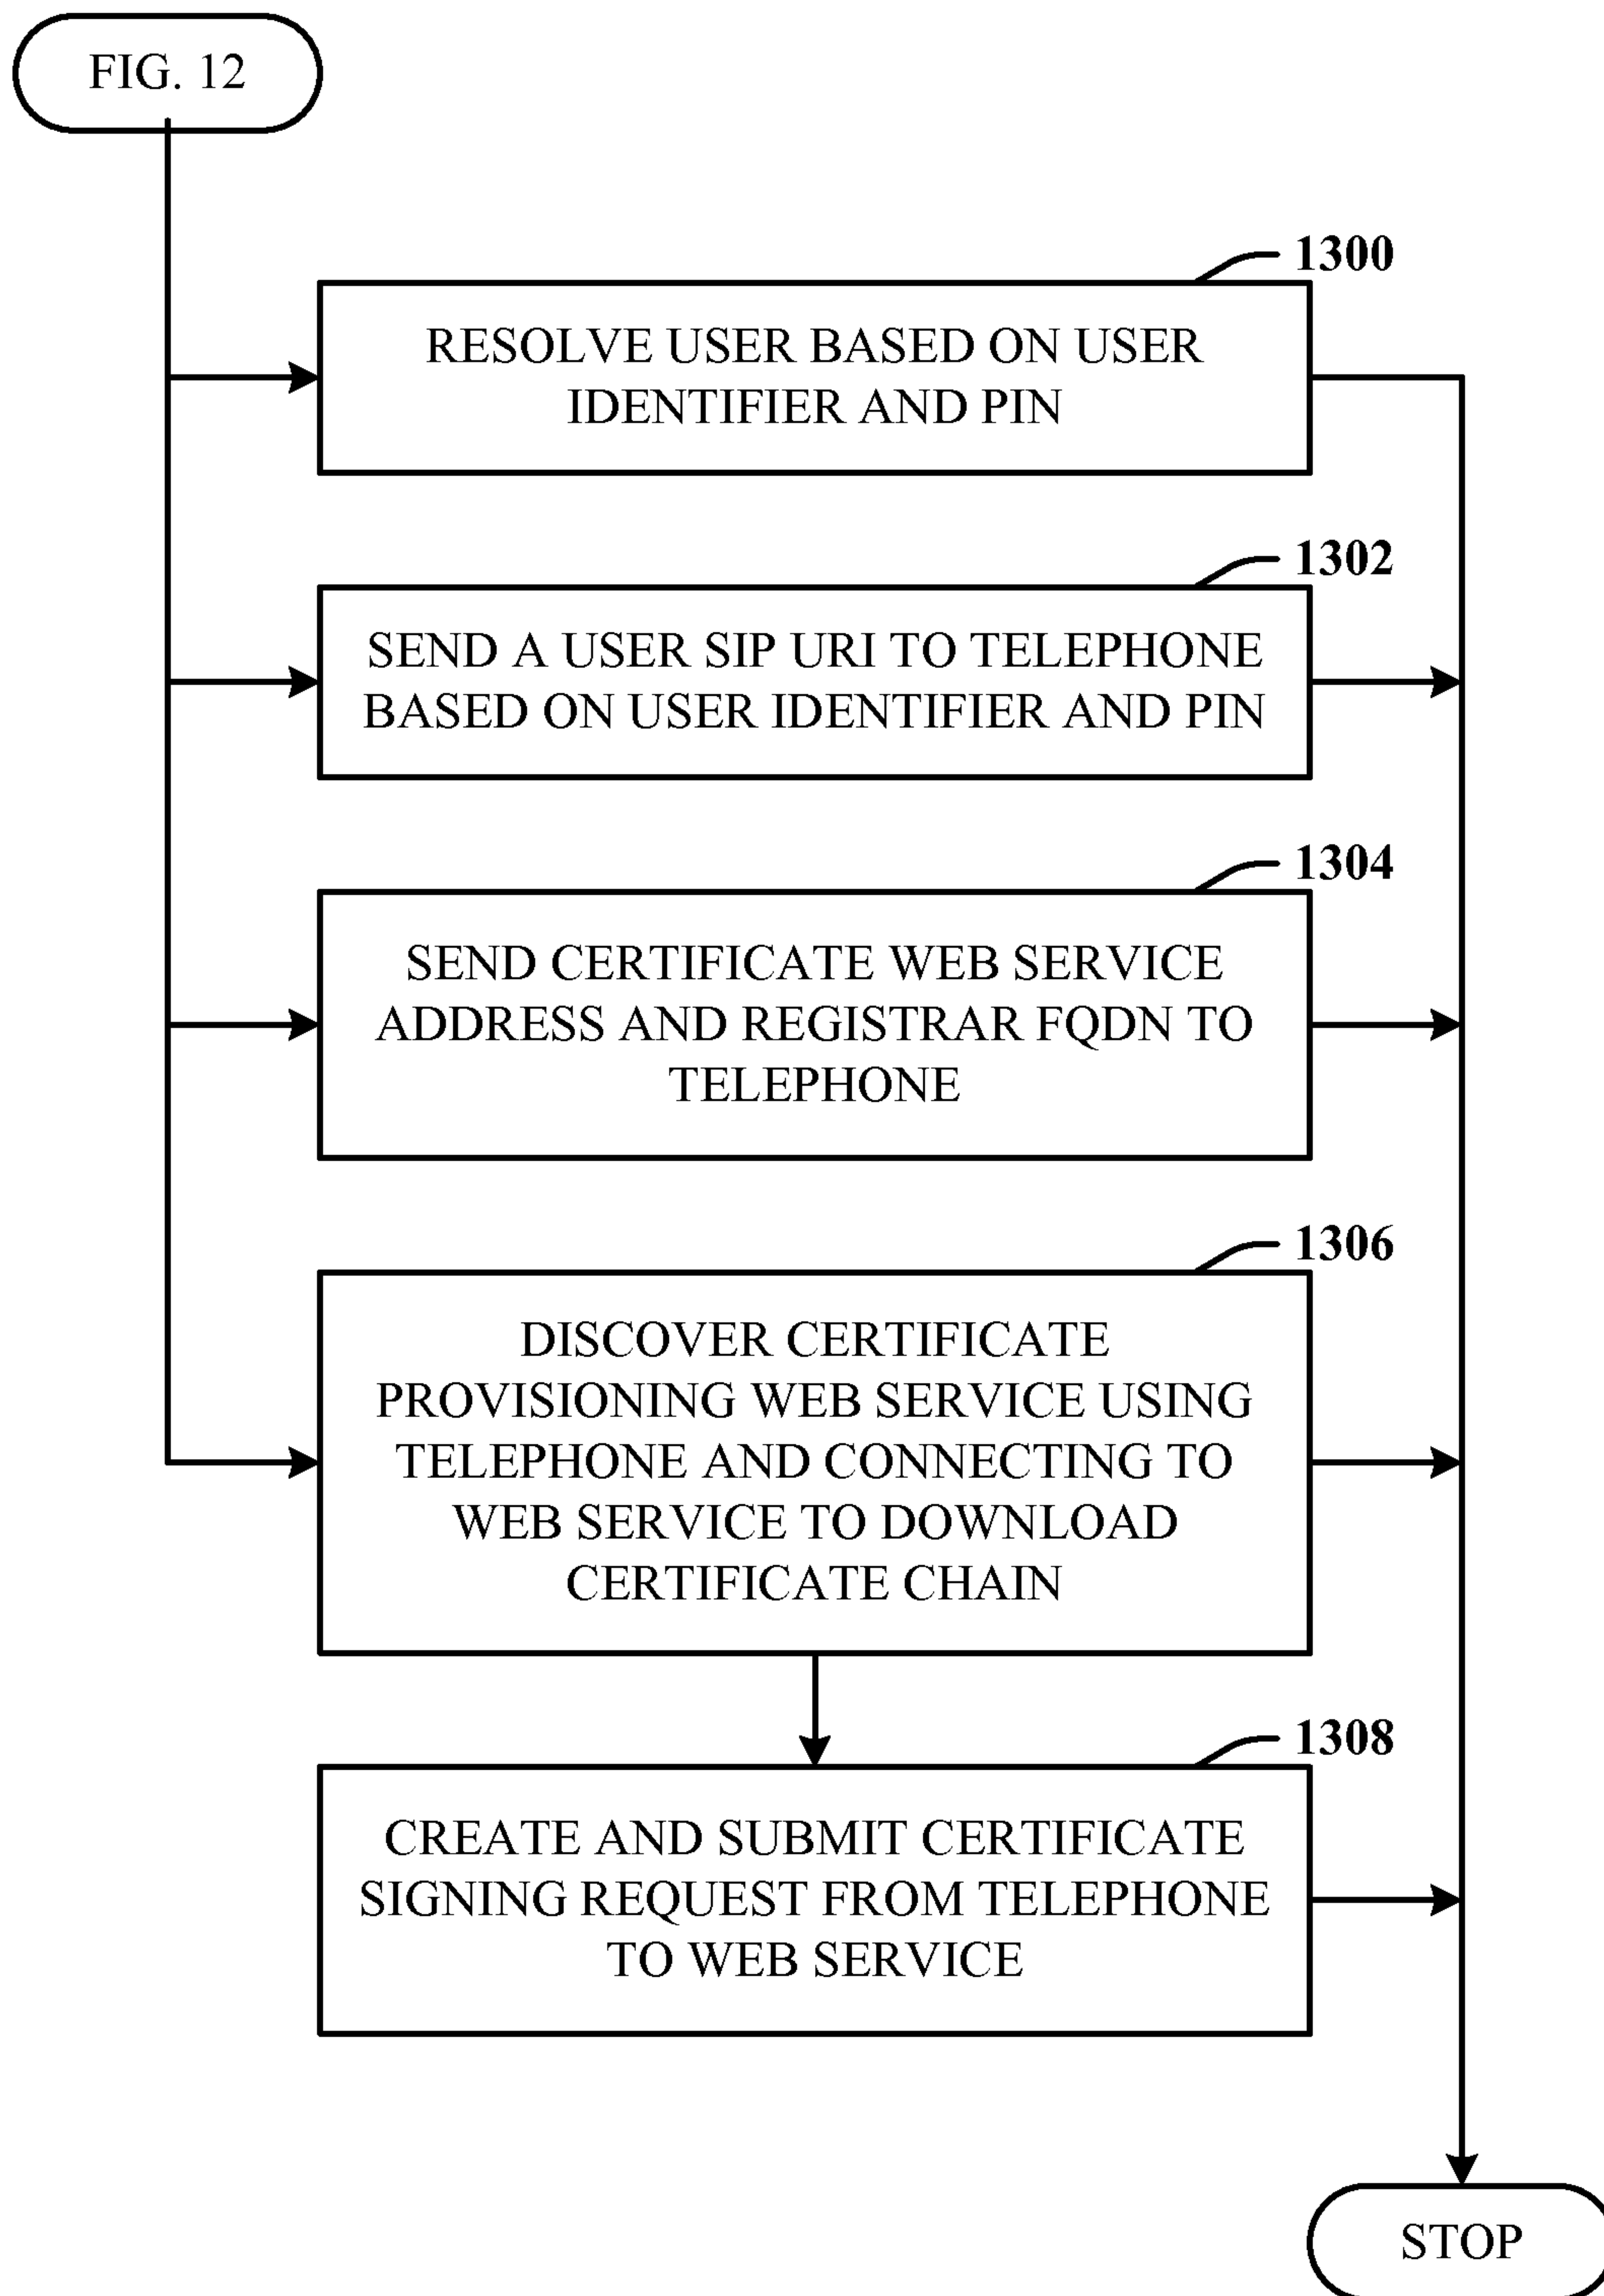 FIG. 12
1300
RESOLVE USER BASED ON USER
IDENTIFIER AND PIN
1302
SEND A USER SIP URI TO TELEPHONE
BASED ON USER IDENTIFIER AND PIN
1304
SEND CERTIFICATE WEB SERVICE
ADDRESS AND REGISTRAR FQDN TO
TELEPHONE
1306
DISCOVER CERTIFICATE
PROVISIONING WEB SERVICE USING
TELEPHONE AND CONNECTING TO
WEB SERVICE TO DOWNLOAD
CERTIFICATE CHAIN
1308
CREATE AND SUBMIT CERTIFICATE
SIGNING REQUEST FROM TELEPHONE
TO WEB SERVICE
STOP